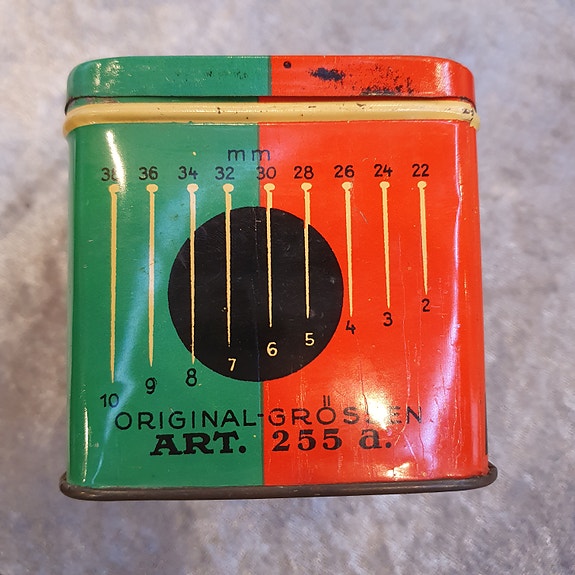 mm
38 36 34 32 30 28 26 24 22
10 9 8 7 6 5 4 3 2
ORIGINAL-GRÖSSEN
ART. 255 a.